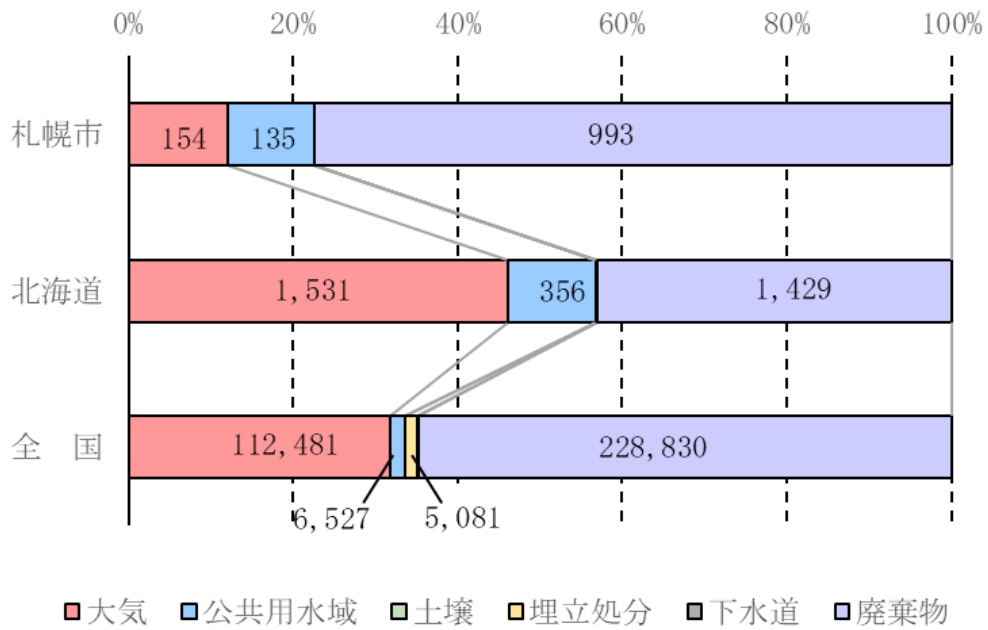 0% 20% 40% 60% 80% 100%
札幌市 154 135 993
北海道 1,531 356 1,429
全　国 112,481 228,830
6,527 5,081
大気 公共用水域 土壌 埋立処分 下水道 廃棄物